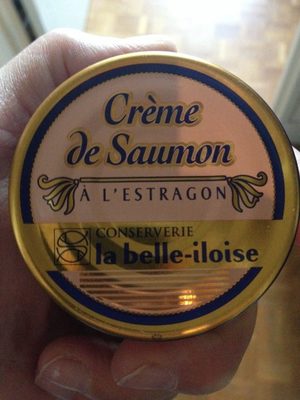 Crème
de Saumon
À L'ESTRAGON
CONSERVERIE
la belle-iloise